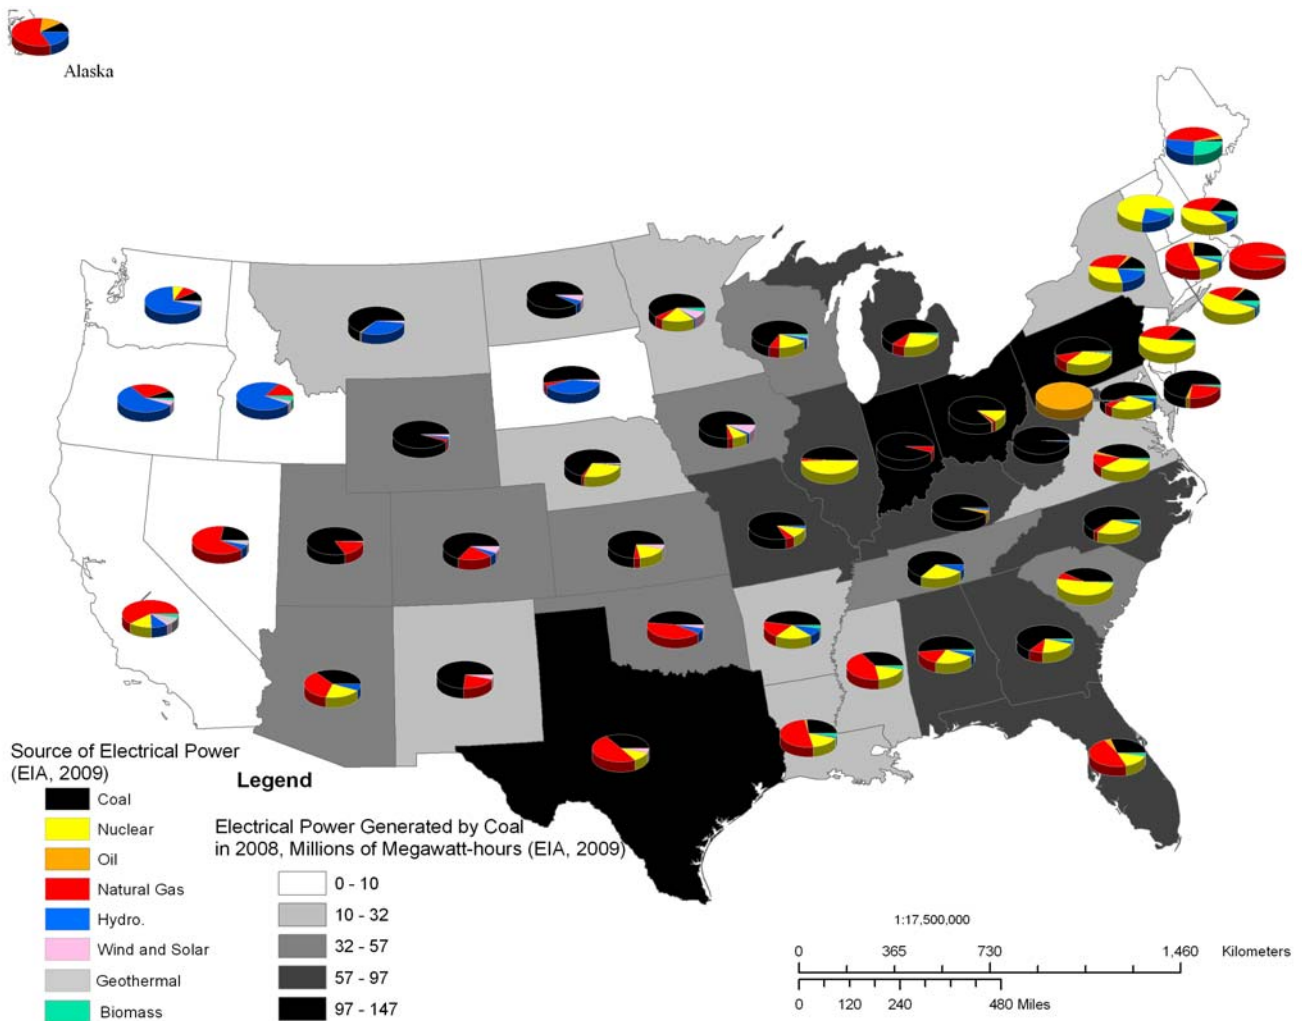 Alaska
Source of Electrical Power
(EIA, 2009)
Coal
Nuclear
Oil
Natural Gas
Hydro.
Wind and Solar
Geothermal
Biomass
Legend
Electrical Power Generated by Coal
in 2008, Millions of Megawatt-hours (EIA, 2009)
0 - 10
10 - 32
32 - 57
57 - 97
97 - 147
1:17,500,000
0 365 730 1,460 Kilometers
0 120 240 480 Miles